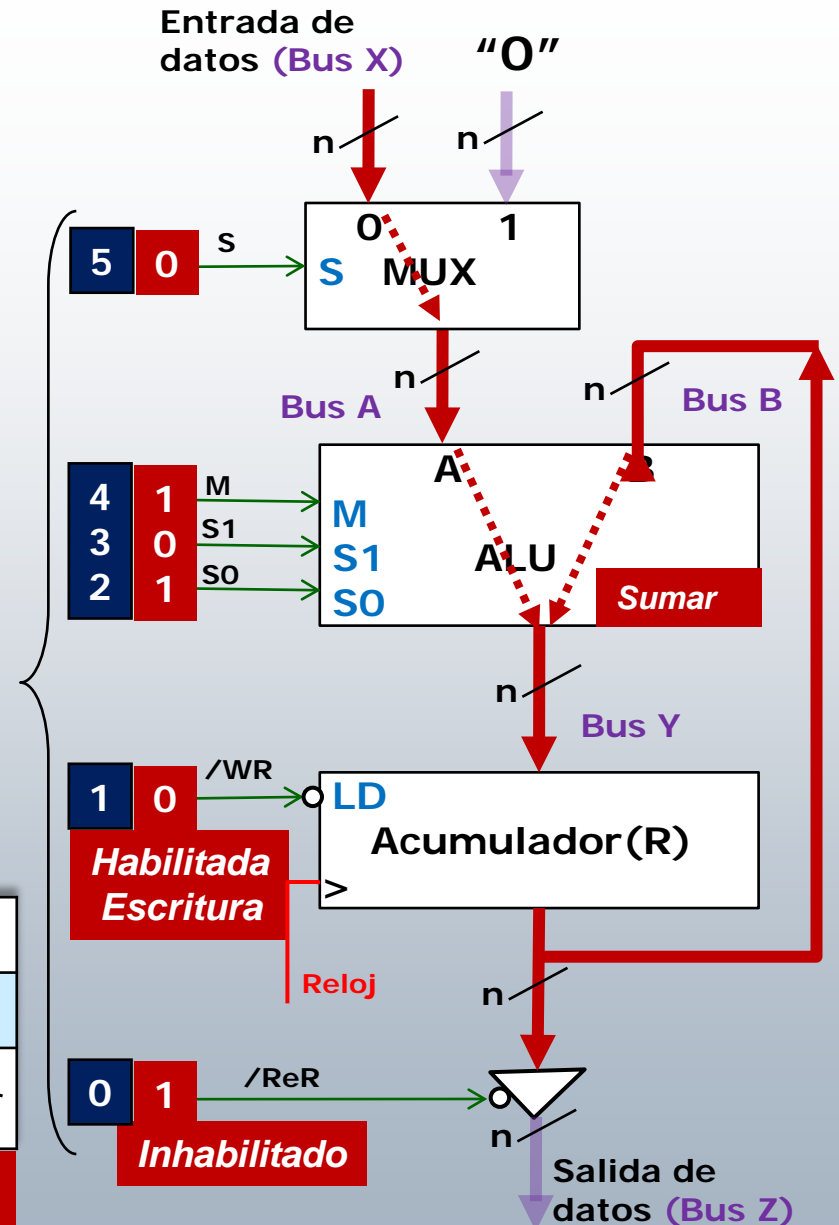 Entrada de
datos (Bus X)
“0”
n
n
5 0 S
0 1
S MUX
n
Bus A
n
Bus B
4 1 M
3 0 S1
2 1 S0
A B
M
S1 ALU
S0
Sumar
n
Bus Y
1 0 /WR
LD
Acumulador(R)
Habilitada
Escritura
>
Reloj
n
0 1 /ReR
Inhabilitado
n
Salida de
datos (Bus Z)